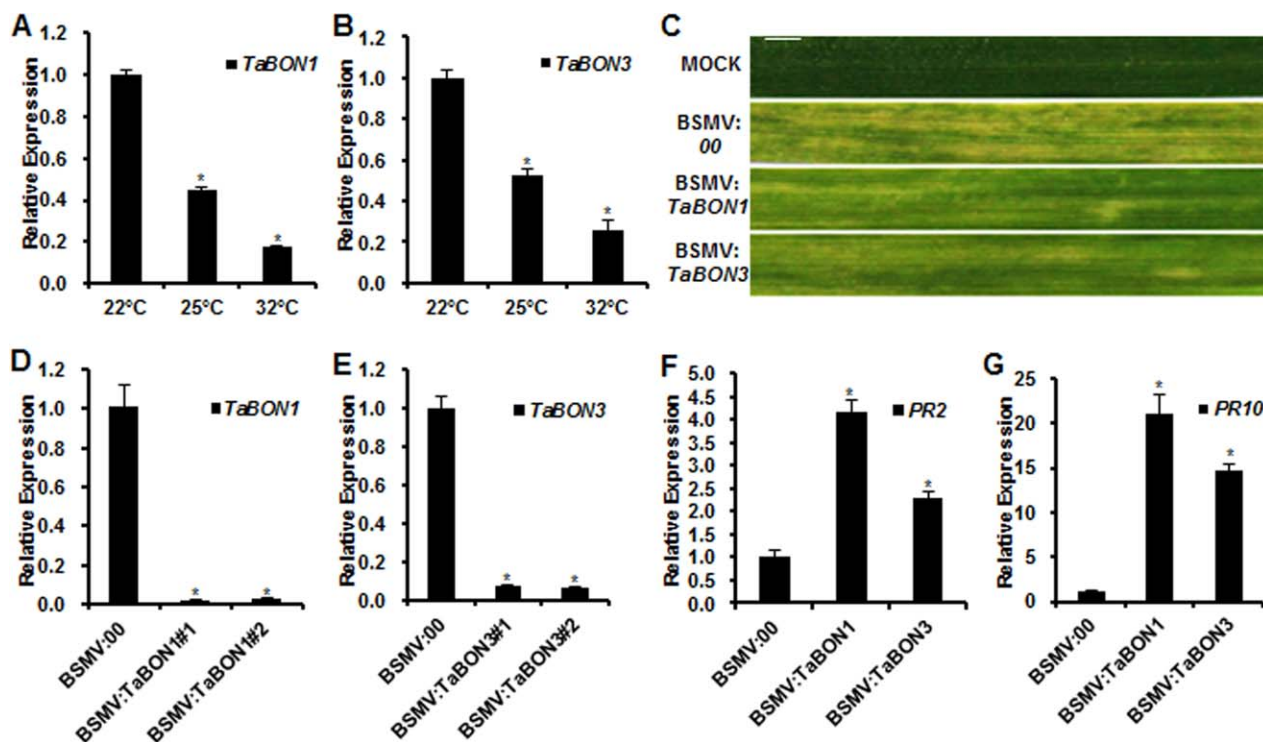 A
Relative Expression
1.2
1.0
0.8
0.6
0.4
0.2
0.0
TaBON1
*
*
22°C 25°C 32°C
B
Relative Expression
1.2
1.0
0.8
0.6
0.4
0.2
0.0
TaBON3
*
*
22°C 25°C 32°C
C
MOCK
BSMV:
00
BSMV:
TaBON1
BSMV:
TaBON3
D
Relative Expression
1.2
1.0
0.8
0.6
0.4
0.2
0.0
TaBON1
*
*
BSMV:00
BSMV:TaBON1#1
BSMV:TaBON1#2
E
Relative Expression
1.2
1.0
0.8
0.6
0.4
0.2
0.0
TaBON3
*
*
BSMV:00
BSMV:TaBON3#1
BSMV:TaBON3#2
F
Relative Expression
5.0
4.5
4.0
3.5
3.0
2.5
2.0
1.5
1.0
0.5
0.0
PR2
*
*
BSMV:00
BSMV:TaBON1
BSMV:TaBON3
G
Relative Expression
25
20
15
10
5
0
PR10
*
*
BSMV:00
BSMV:TaBON1
BSMV:TaBON3